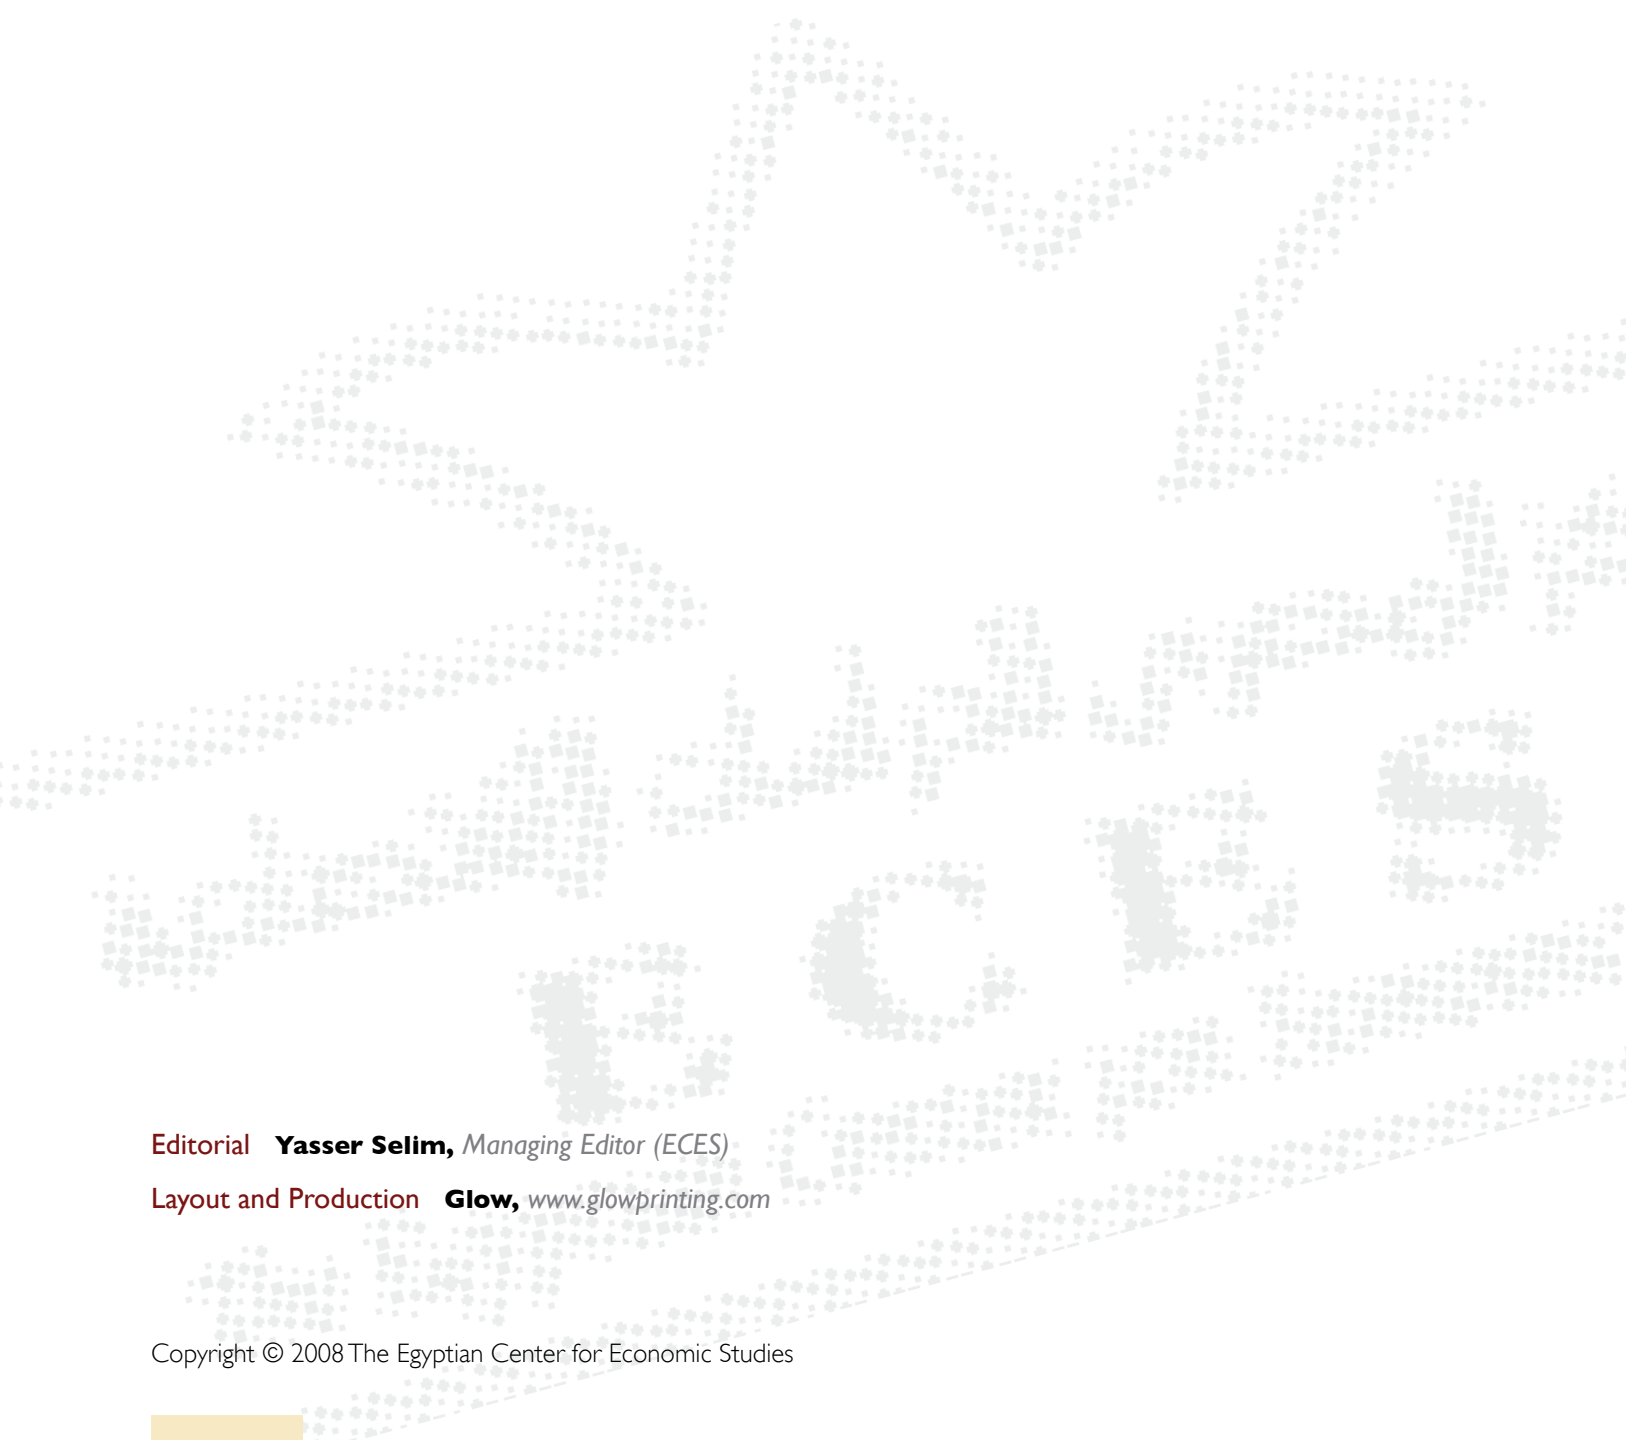 ECES
Editorial Yasser Selim, Managing Editor (ECES)
Layout and Production Glow, www.glowprinting.com
Copyright © 2008 The Egyptian Center for Economic Studies